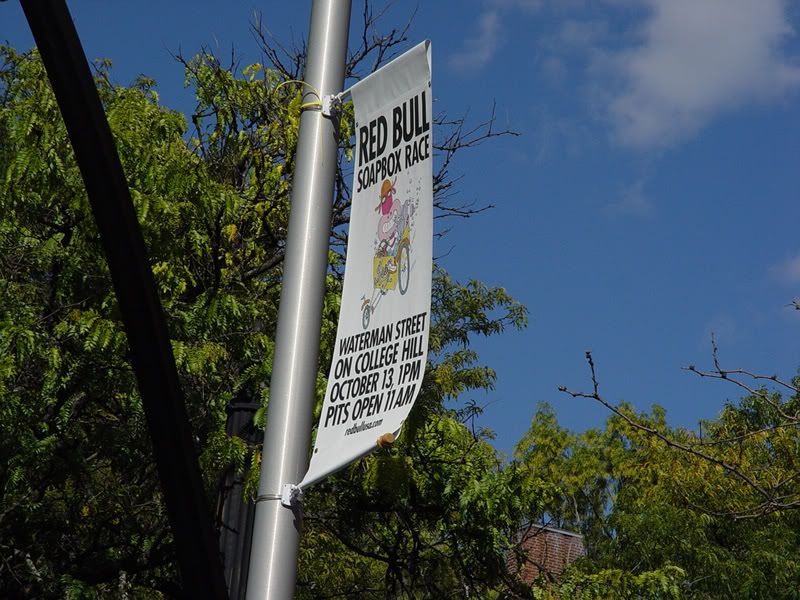 RED BULL
SOAPBOX RACE
WATERMAN STREET
ON COLLEGE HILL
OCTOBER 13, 1PM
PITS OPEN 11AM
redbullusa.com